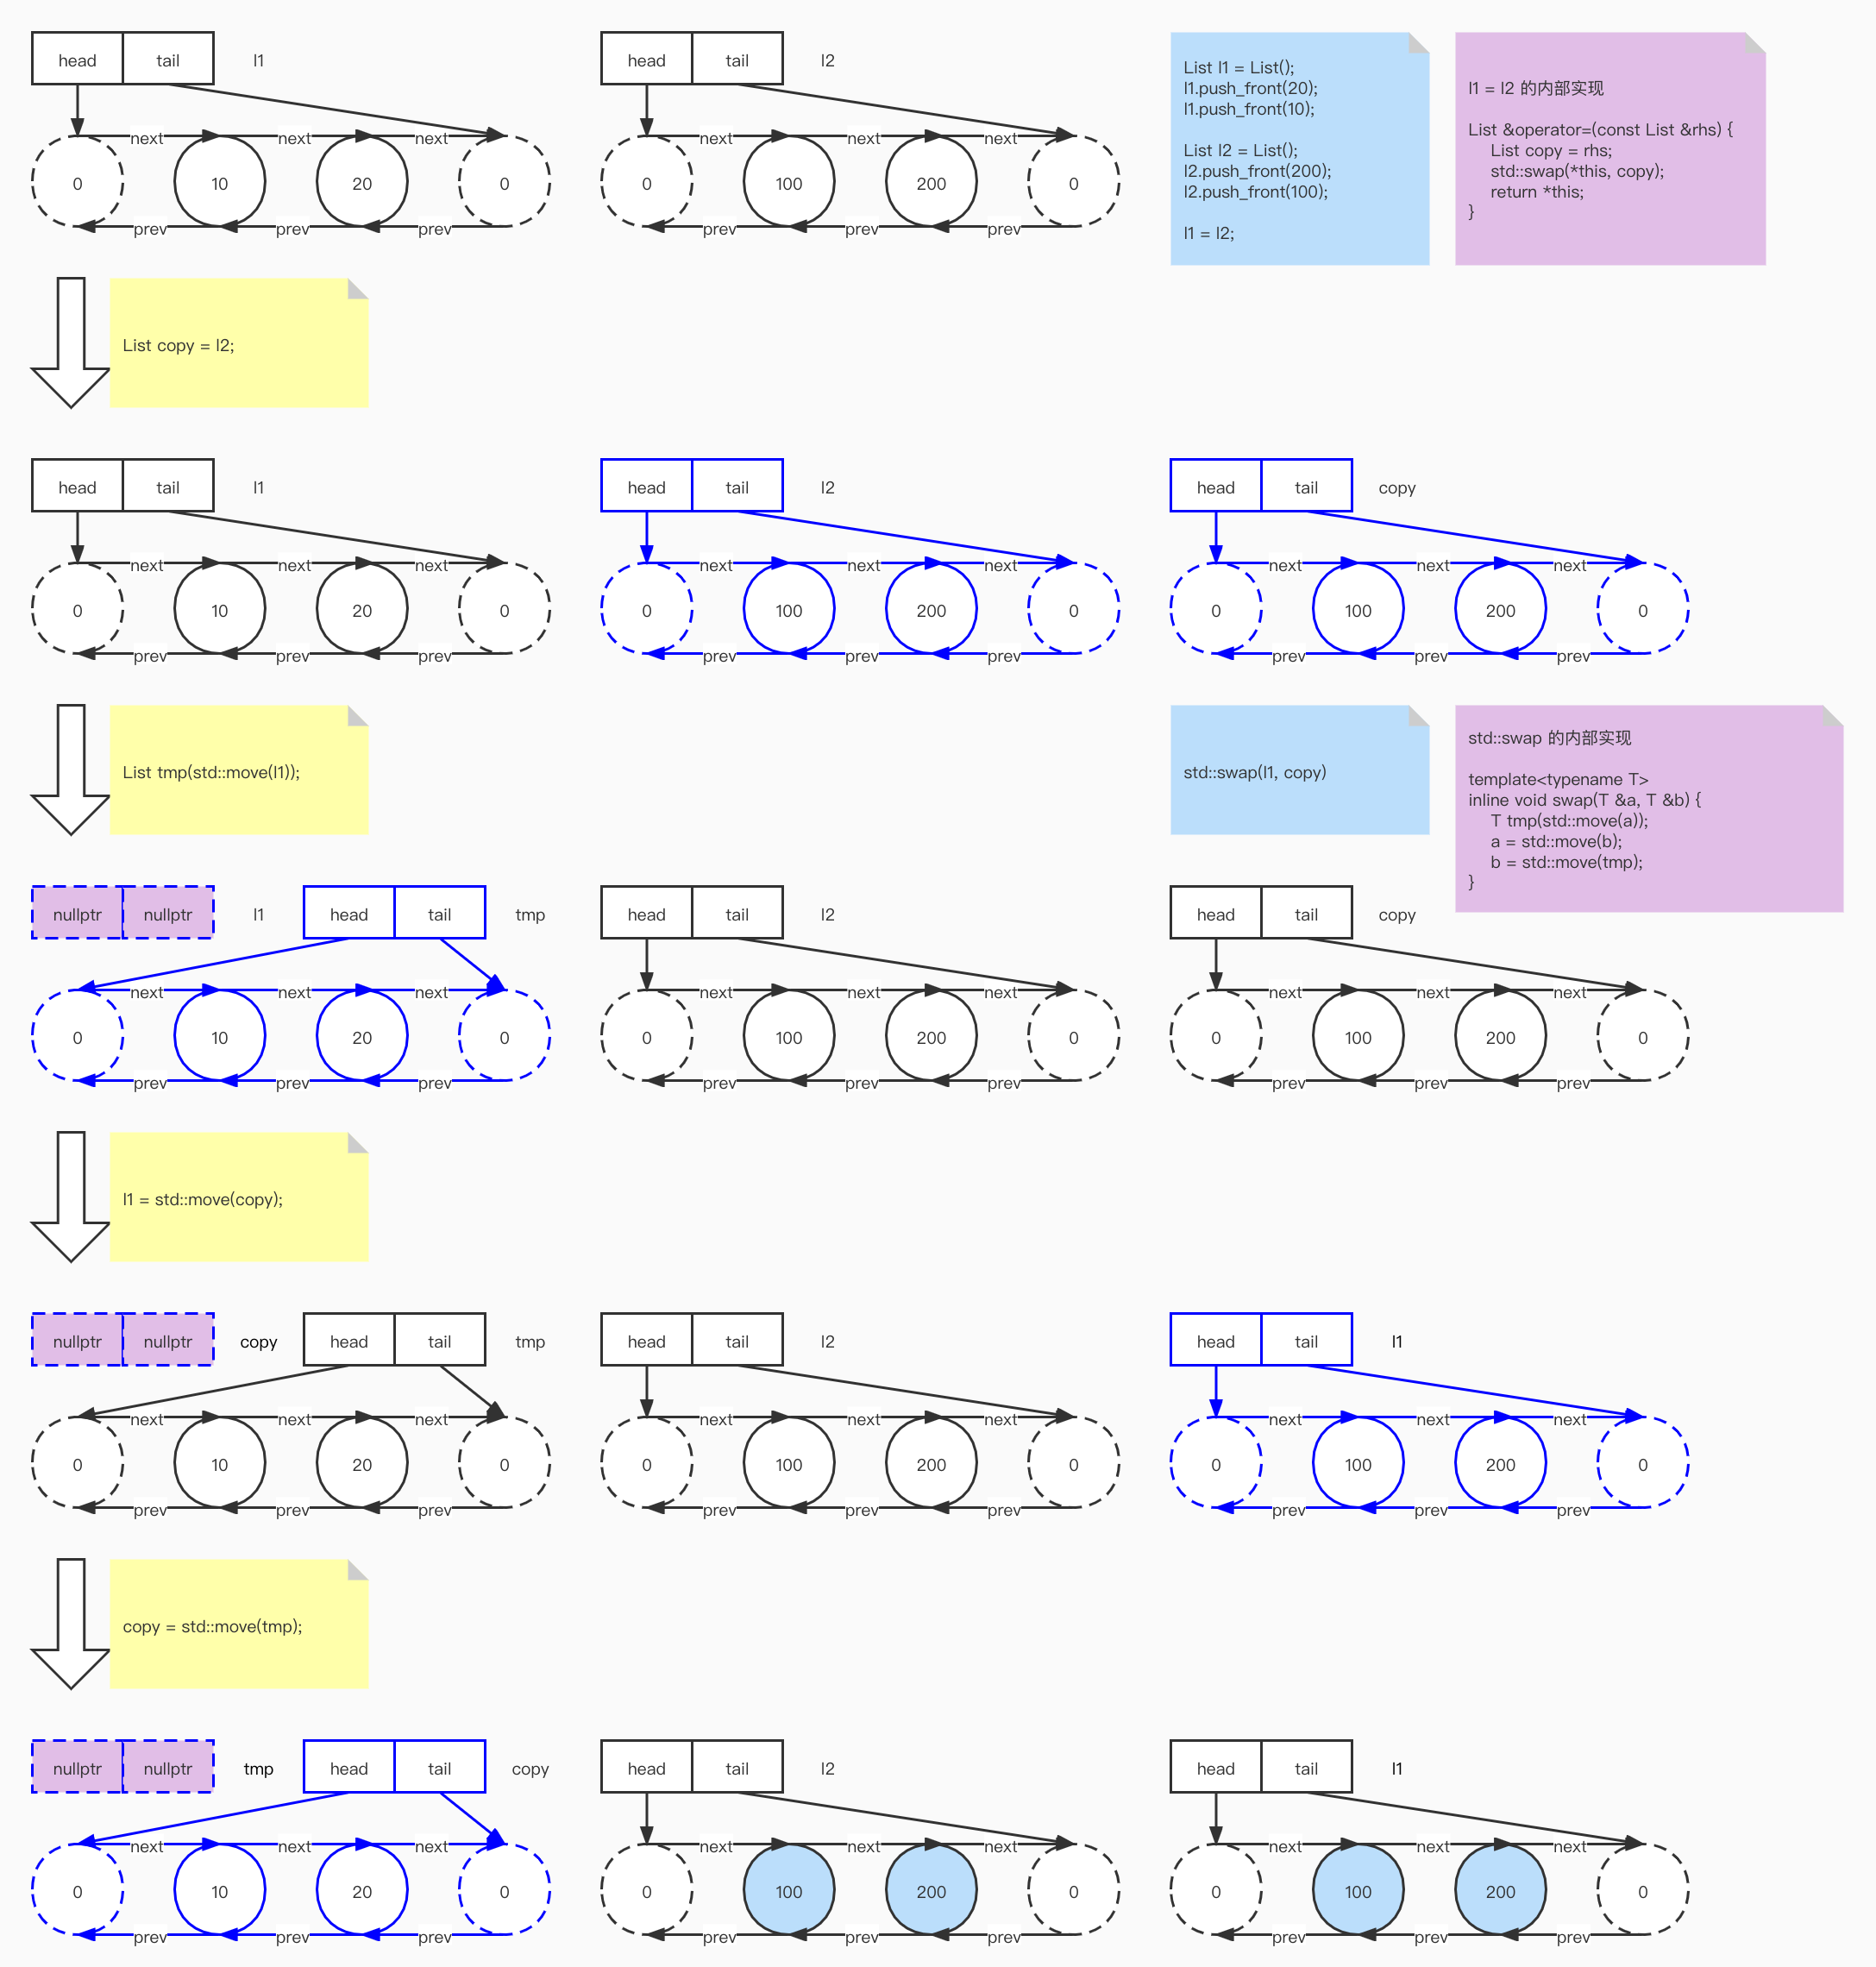 head tail l1
head tail l2
List l1 = List();
l1.push_front(20);
l1.push_front(10);
List l2 = List();
l2.push_front(200);
l2.push_front(100);
l1 = l2;
l1 = l2 的内部实现
List &operator=(const List &rhs) {
List copy = rhs;
std::swap(*this, copy);
return *this;
}
next next next
0 10 20 0
prev prev prev
next next next
0 100 200 0
prev prev prev
List copy = l2;
head tail l1
head tail l2
head tail copy
next next next
0 10 20 0
prev prev prev
next next next
0 100 200 0
prev prev prev
next next next
0 100 200 0
prev prev prev
List tmp(std::move(l1));
std::swap(l1, copy)
std::swap 的内部实现
template<typename T>
inline void swap(T &a, T &b) {
T tmp(std::move(a));
a = std::move(b);
b = std::move(tmp);
}
nullptr nullptr l1
head tail tmp
head tail l2
head tail copy
next next next
0 10 20 0
prev prev prev
next next next
0 100 200 0
prev prev prev
next next next
0 100 200 0
prev prev prev
l1 = std::move(copy);
nullptr nullptr copy
head tail tmp
head tail l2
head tail l1
next next next
0 10 20 0
prev prev prev
next next next
0 100 200 0
prev prev prev
next next next
0 100 200 0
prev prev prev
copy = std::move(tmp);
nullptr nullptr tmp
head tail copy
head tail l2
head tail l1
next next next
0 10 20 0
prev prev prev
next next next
0 100 200 0
prev prev prev
next next next
0 100 200 0
prev prev prev